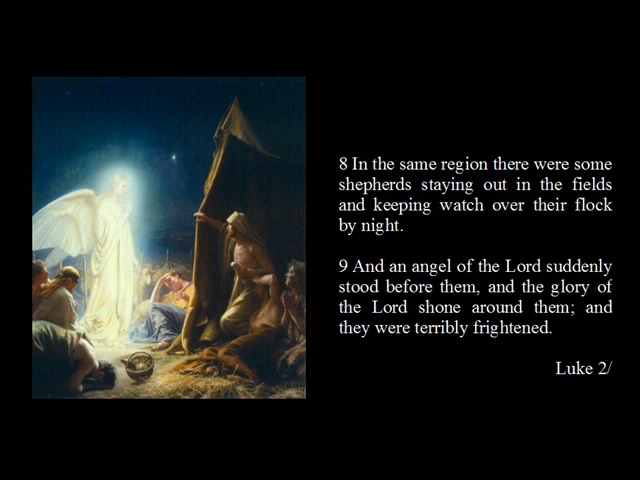 8 In the same region there were some
shepherds staying out in the fields
and keeping watch over their flock
by night.
9 And an angel of the Lord suddenly
stood before them, and the glory of
the Lord shone around them; and
they were terribly frightened.
Luke 2/